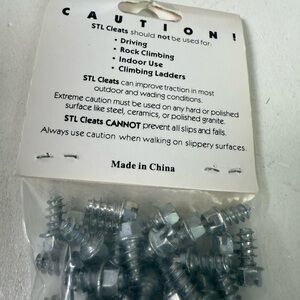 CAUTION!
STL Cleats should not be used for:
• Driving
• Rock Climbing
• Indoor Use
• Climbing Ladders
STL Cleats can improve traction in most
outdoor and wading conditions.
Extreme caution must be used on any hard or polished
surface like steel, ceramics, or polished granite.
STL Cleats CANNOT prevent all slips and falls.
Always use caution when walking on slippery surfaces.
Made in China